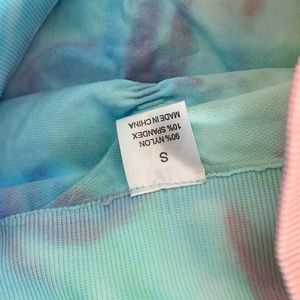 S
90% NYLON
10% SPANDEX
MADE IN CHINA